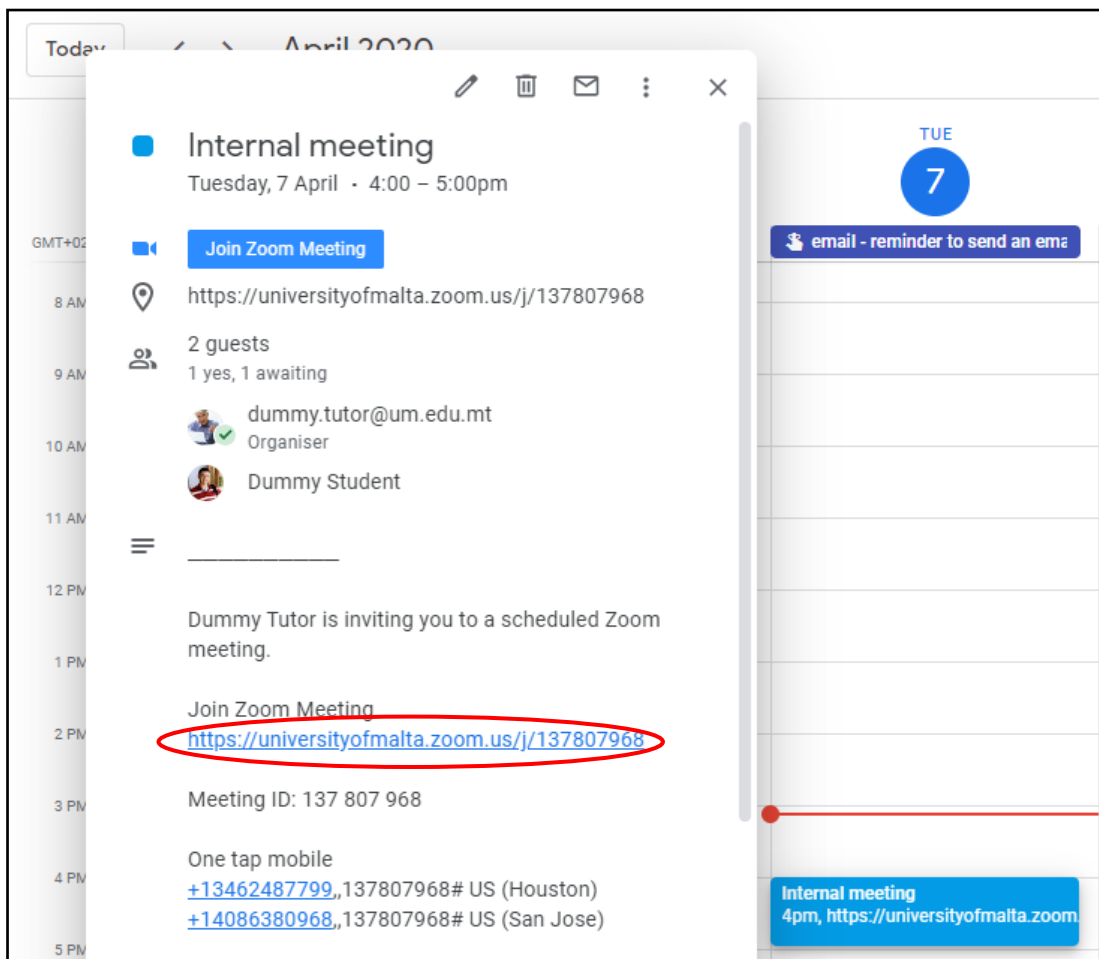 Today
April 2020
Internal meeting
Tuesday, 7 April · 4:00 – 5:00pm
Join Zoom Meeting
https://universityofmalta.zoom.us/j/137807968
2 guests
1 yes, 1 awaiting
dummy.tutor@um.edu.mt
Organiser
Dummy Student
Dummy Tutor is inviting you to a scheduled Zoom
meeting.
Join Zoom Meeting
https://universityofmalta.zoom.us/j/137807968
Meeting ID: 137 807 968
One tap mobile
+13462487799,,137807968# US (Houston)
+14086380968,,137807968# US (San Jose)
GMT+02
8 AM
9 AM
10 AM
11 AM
12 PM
1 PM
2 PM
3 PM
4 PM
5 PM
TUE
7
email - reminder to send an ema
Internal meeting
4pm, https://universityofmalta.zoom.